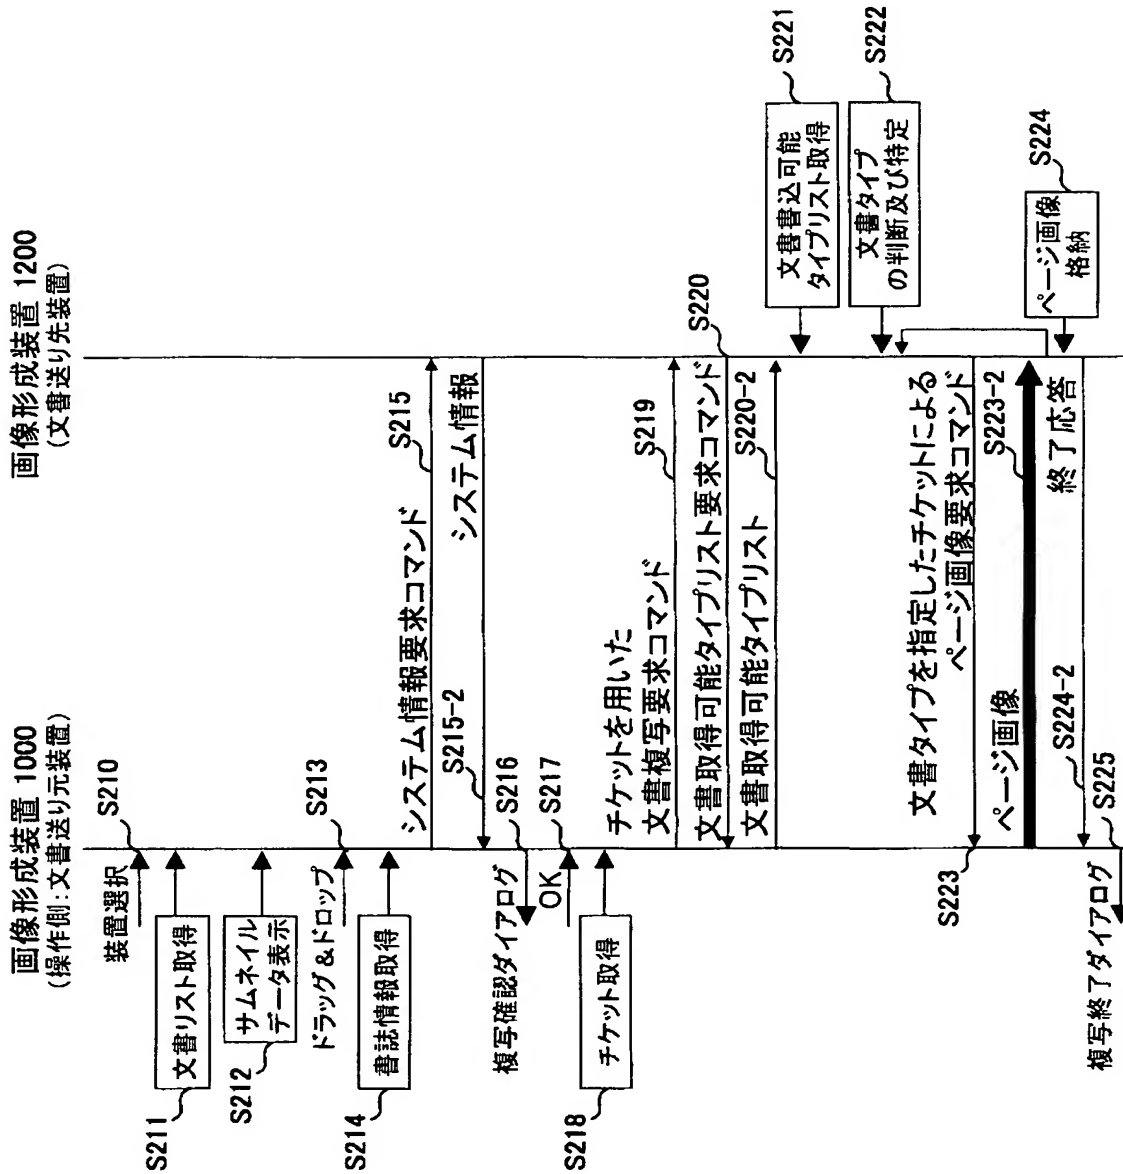 画像形成装置 1000
(操作側:文書送り元装置)
画像形成装置 1200
(文書送り先装置)
装置選択
S210
文書リスト取得
S211
サムネイル
データ表示
S212
ドラッグ&ドロップ
S213
書誌情報取得
S214
システム情報要求コマンド
S215
システム情報
S215-2
複写確認ダイアログ
S216
OK
S217
チケット取得
S218
チケットを用いた
文書複写要求コマンド
S219
文書取得可能タイプリスト要求コマンド
S220
文書取得可能タイプリスト
S220-2
文書書込可能
タイプリスト取得
S221
文書タイプ
の判断及び特定
S222
文書タイプを指定したチケットによる
ページ画像要求コマンド
S223
ページ画像
S223-2
ページ画像
格納
S224
終了応答
S224-2
複写終了ダイアログ
S225